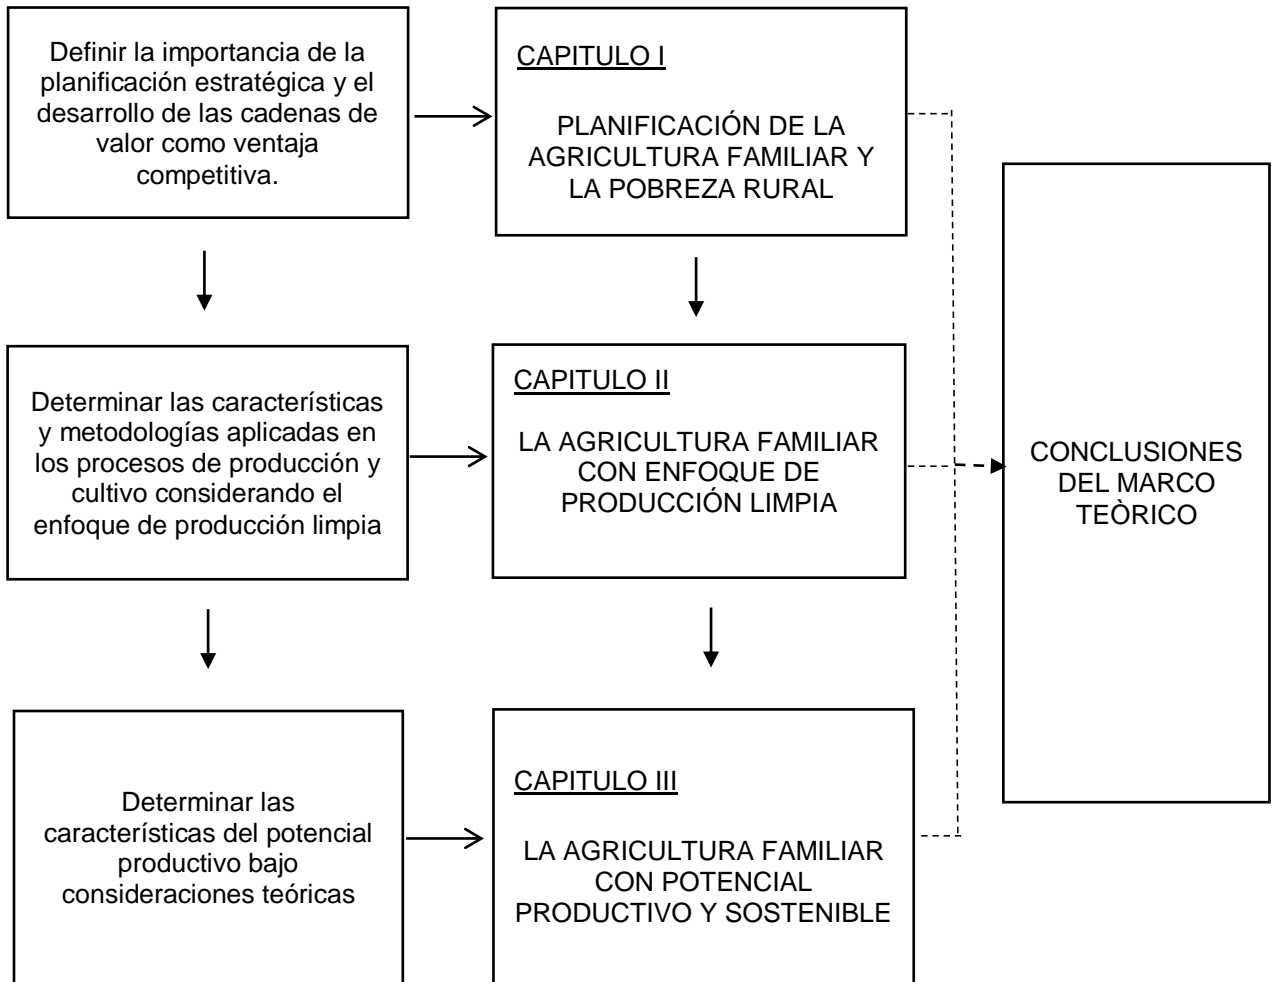 Definir la importancia de la
planificación estratégica y el
desarrollo de las cadenas de
valor como ventaja
competitiva.
CAPITULO I
PLANIFICACIÓN DE LA
AGRICULTURA FAMILIAR Y
LA POBREZA RURAL
Determinar las características
y metodologías aplicadas en
los procesos de producción y
cultivo considerando el
enfoque de producción limpia
CAPITULO II
LA AGRICULTURA FAMILIAR
CON ENFOQUE DE
PRODUCCIÓN LIMPIA
Determinar las
características del potencial
productivo bajo
consideraciones teóricas
CAPITULO III
LA AGRICULTURA FAMILIAR
CON POTENCIAL
PRODUCTIVO Y SOSTENIBLE
CONCLUSIONES
DEL MARCO
TEÒRICO